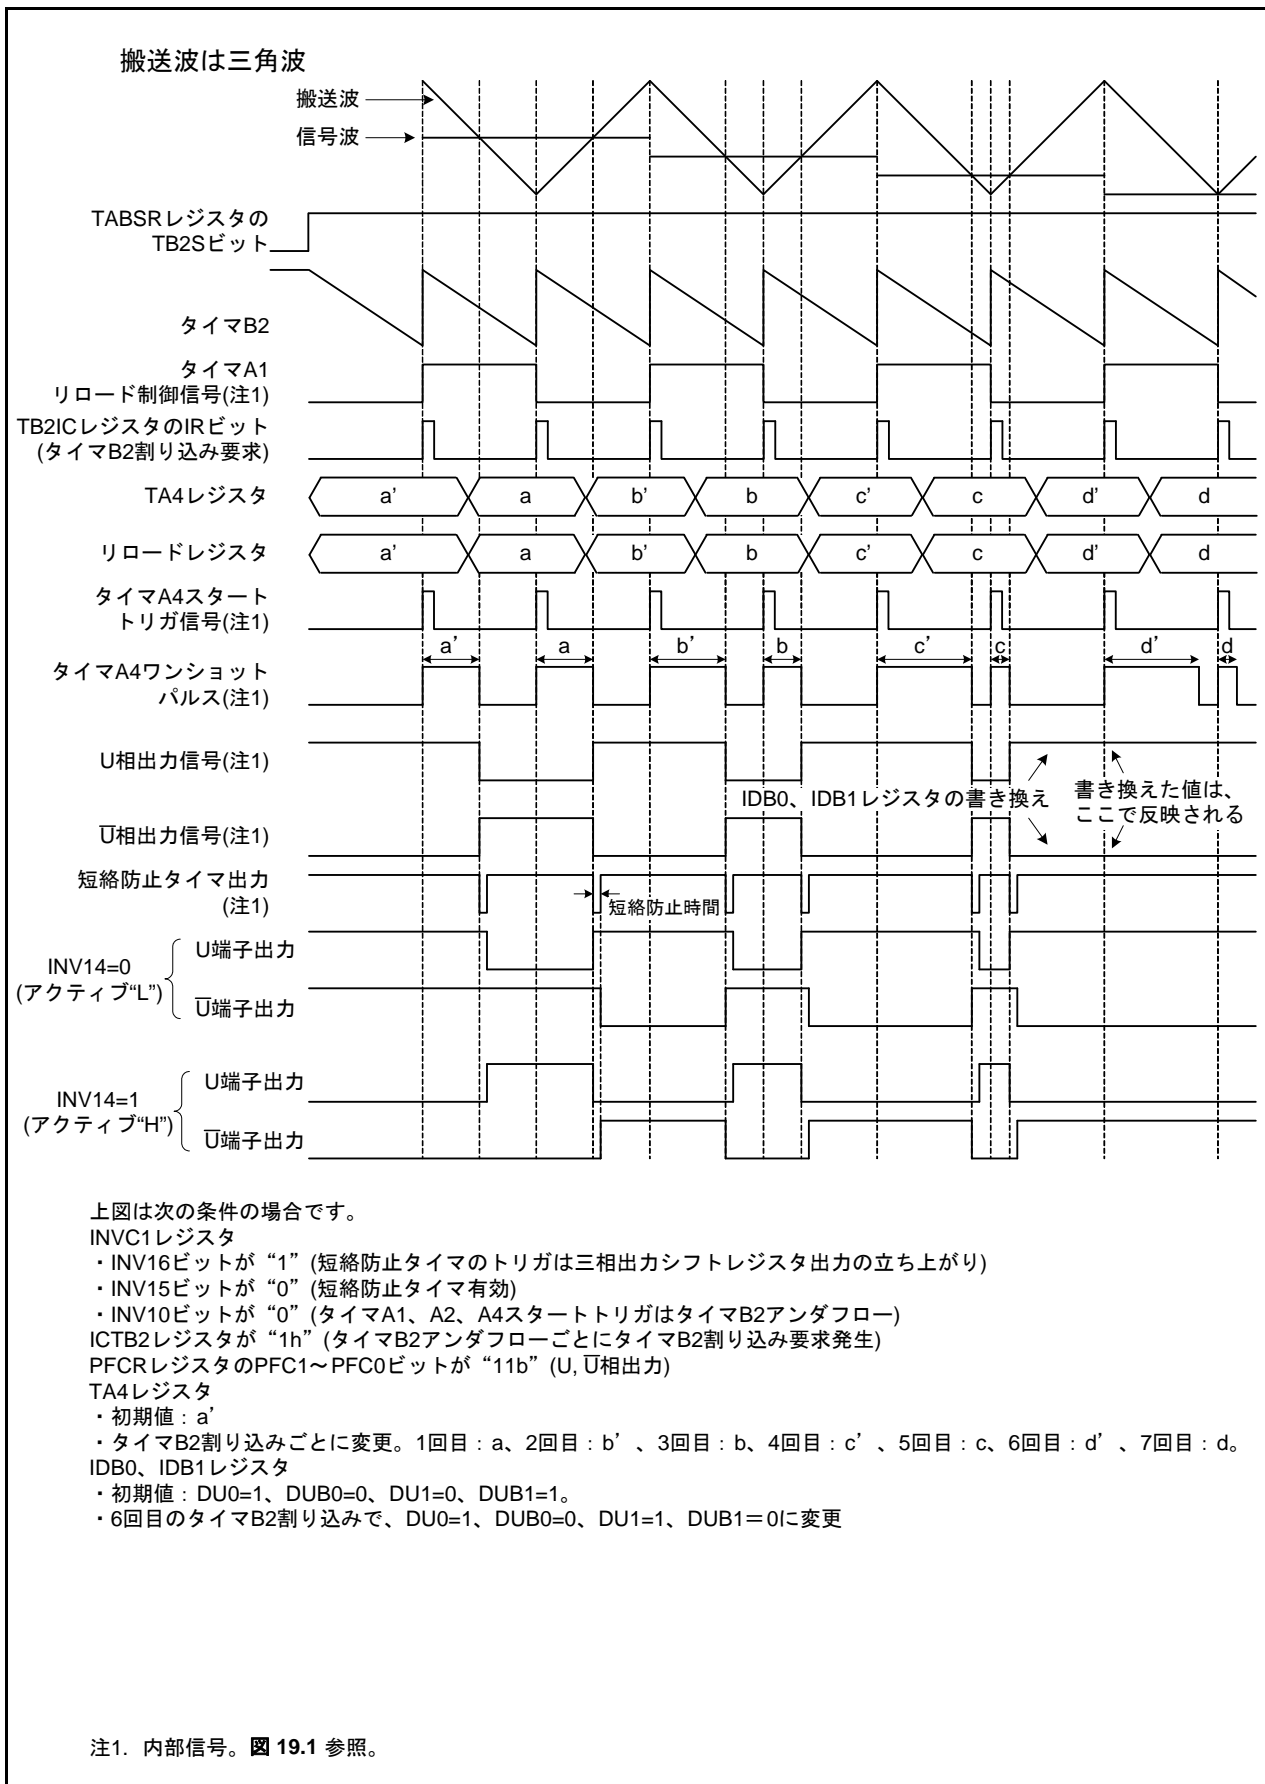 搬送波は三角波
搬送波
信号波
TABSRレジスタの
TB2Sビット
タイマB2
タイマA1
リロード制御信号(注1)
TB2ICレジスタのIRビット
(タイマB2割り込み要求)
TA4レジスタ
a’ a b’ b c’ c d’ d
リロードレジスタ
a’ a b’ b c’ c d’ d
タイマA4スタート
トリガ信号(注1)
a’ a b’ b c’ c d’ d
タイマA4ワンショット
パルス(注1)
U相出力信号(注1)
IDB0、IDB1レジスタの書き換え
書き換えた値は、
ここで反映される
U̅相出力信号(注1)
短絡防止タイマ出力
(注1)
短絡防止時間
INV14=0
(アクティブ“L”)
U端子出力
U̅端子出力
INV14=1
(アクティブ“H”)
U端子出力
U̅端子出力
上図は次の条件の場合です。
INVC1レジスタ
・INV16ビットが“1”(短絡防止タイマのトリガは三相出力シフトレジスタ出力の立ち上がり)
・INV15ビットが“0”(短絡防止タイマ有効)
・INV10ビットが“0”(タイマA1、A2、A4スタートトリガはタイマB2アンダフロー)
ICTB2レジスタが“1h”(タイマB2アンダフローごとにタイマB2割り込み要求発生)
PFCRレジスタのPFC1～PFC0ビットが“11b”(U, U̅相出力)
TA4レジスタ
・初期値：a’
・タイマB2割り込みごとに変更。1回目：a、2回目：b’、3回目：b、4回目：c’、5回目：c、6回目：d’、7回目：d。
IDB0、IDB1レジスタ
・初期値：DU0=1、DUB0=0、DU1=0、DUB1=1。
・6回目のタイマB2割り込みで、DU0=1、DUB0=0、DU1=1、DUB1＝0に変更
注1. 内部信号。図 19.1 参照。